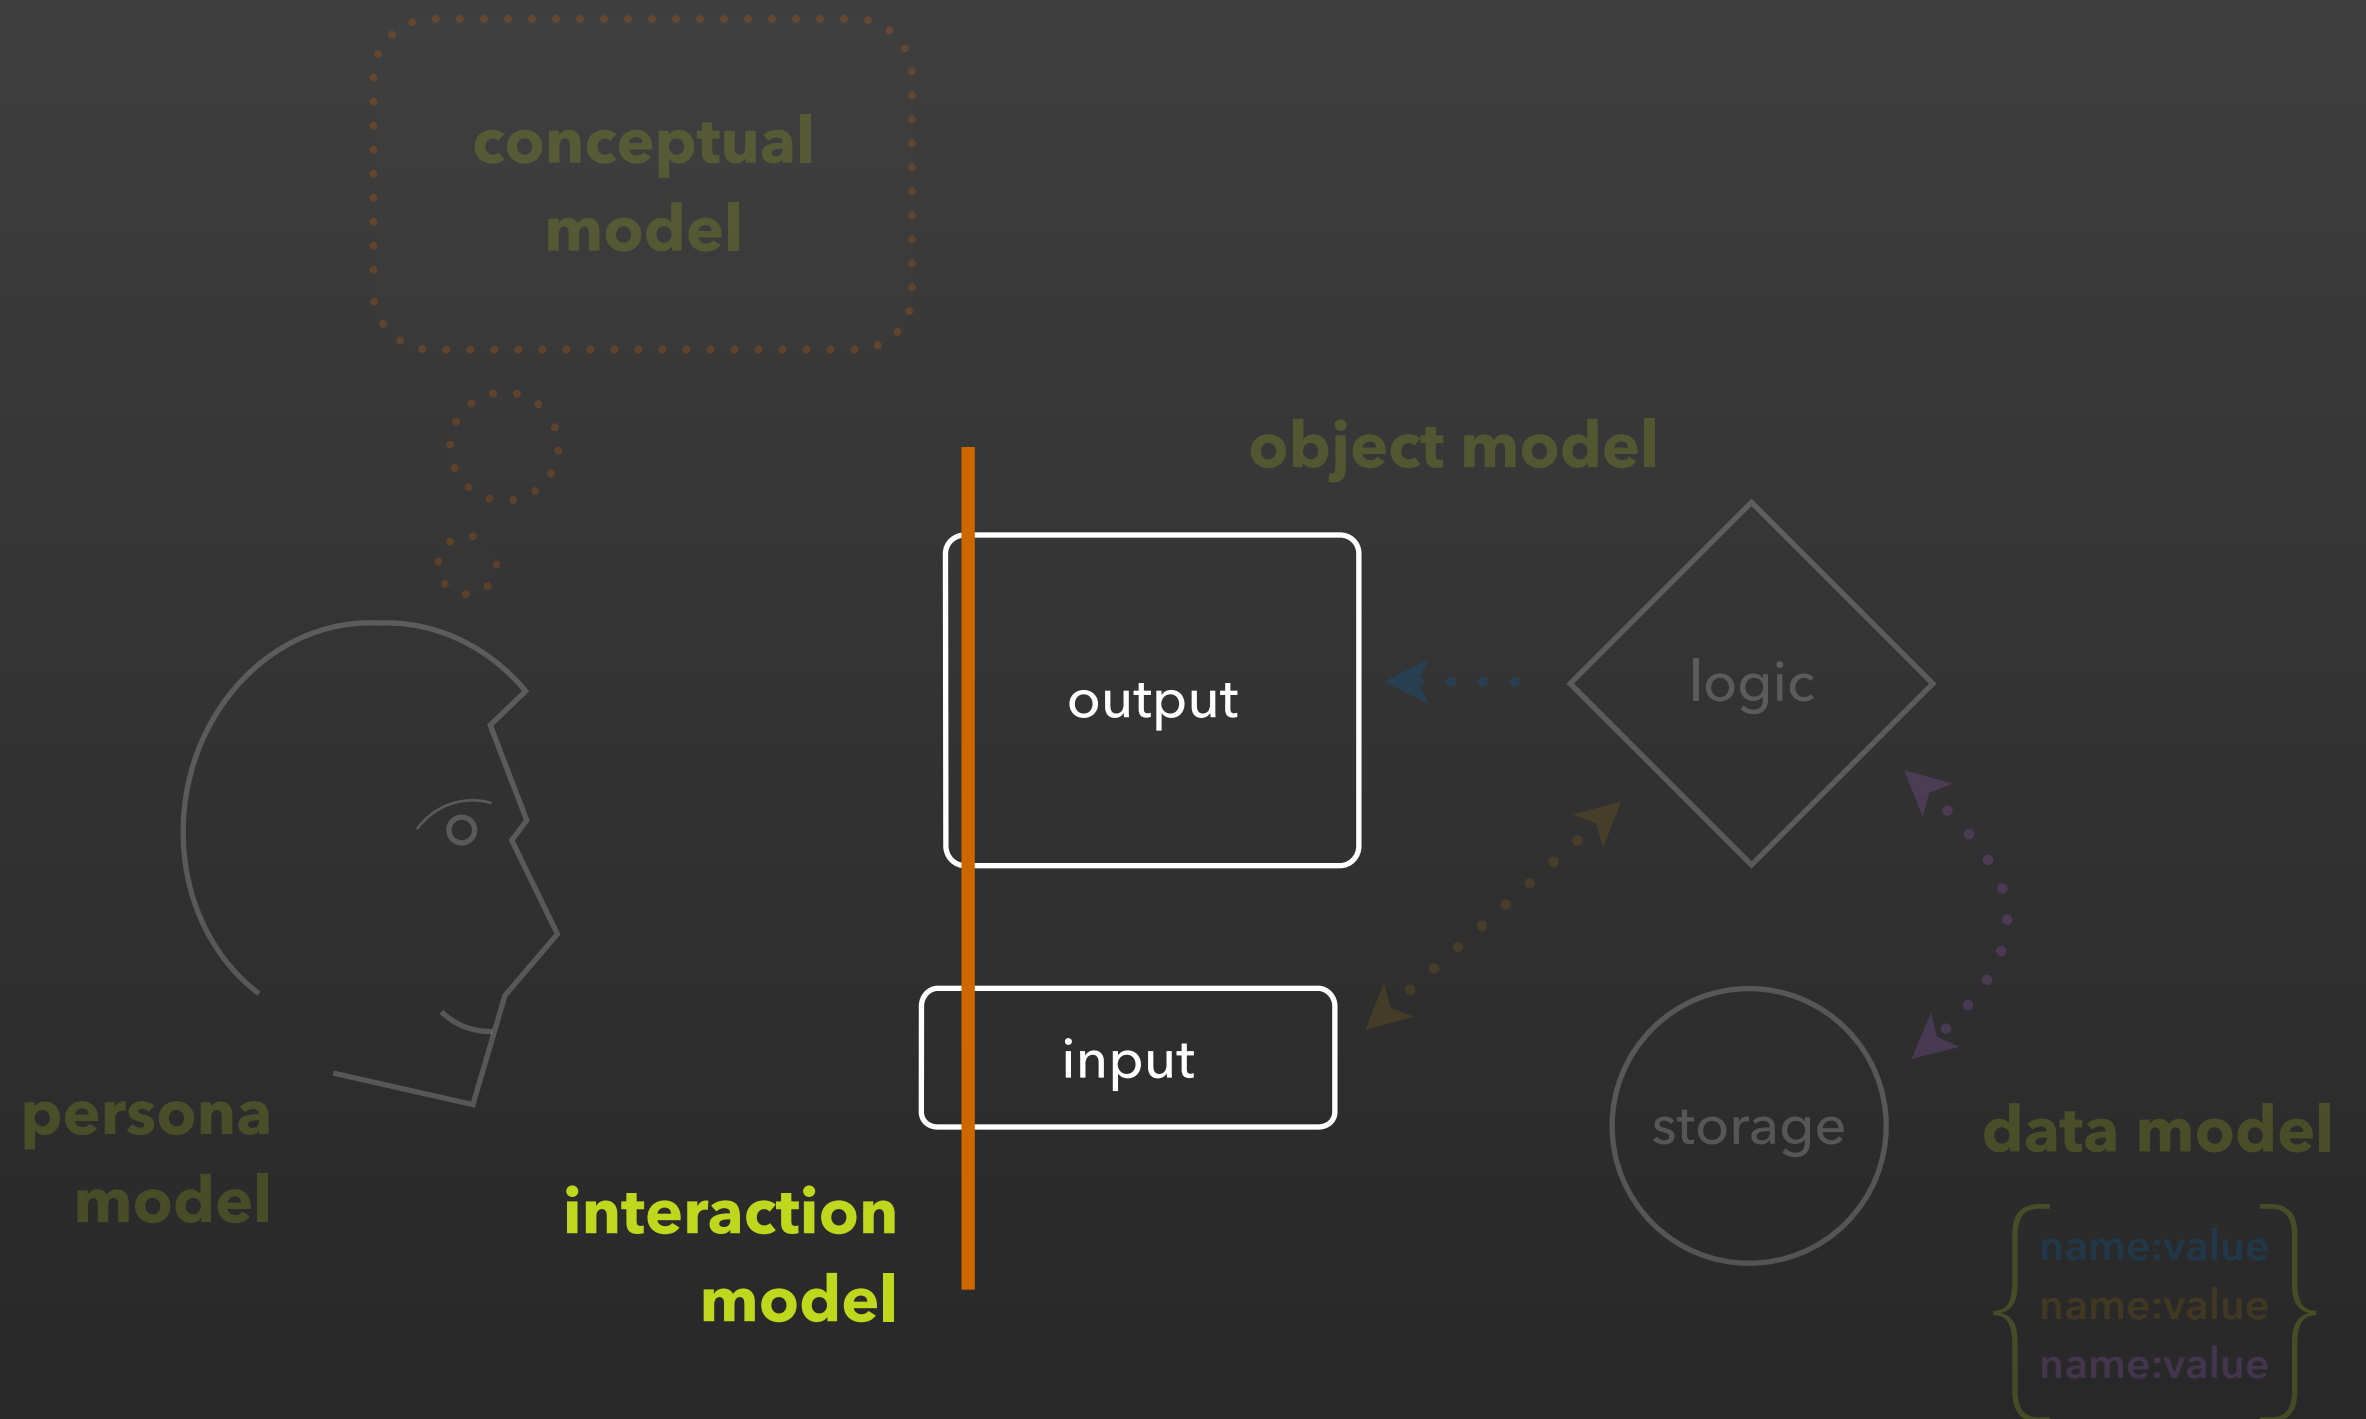 conceptual
model
object model
output
logic
input
persona
model
storage
data model
interaction
model
name:value
name:value
name:value